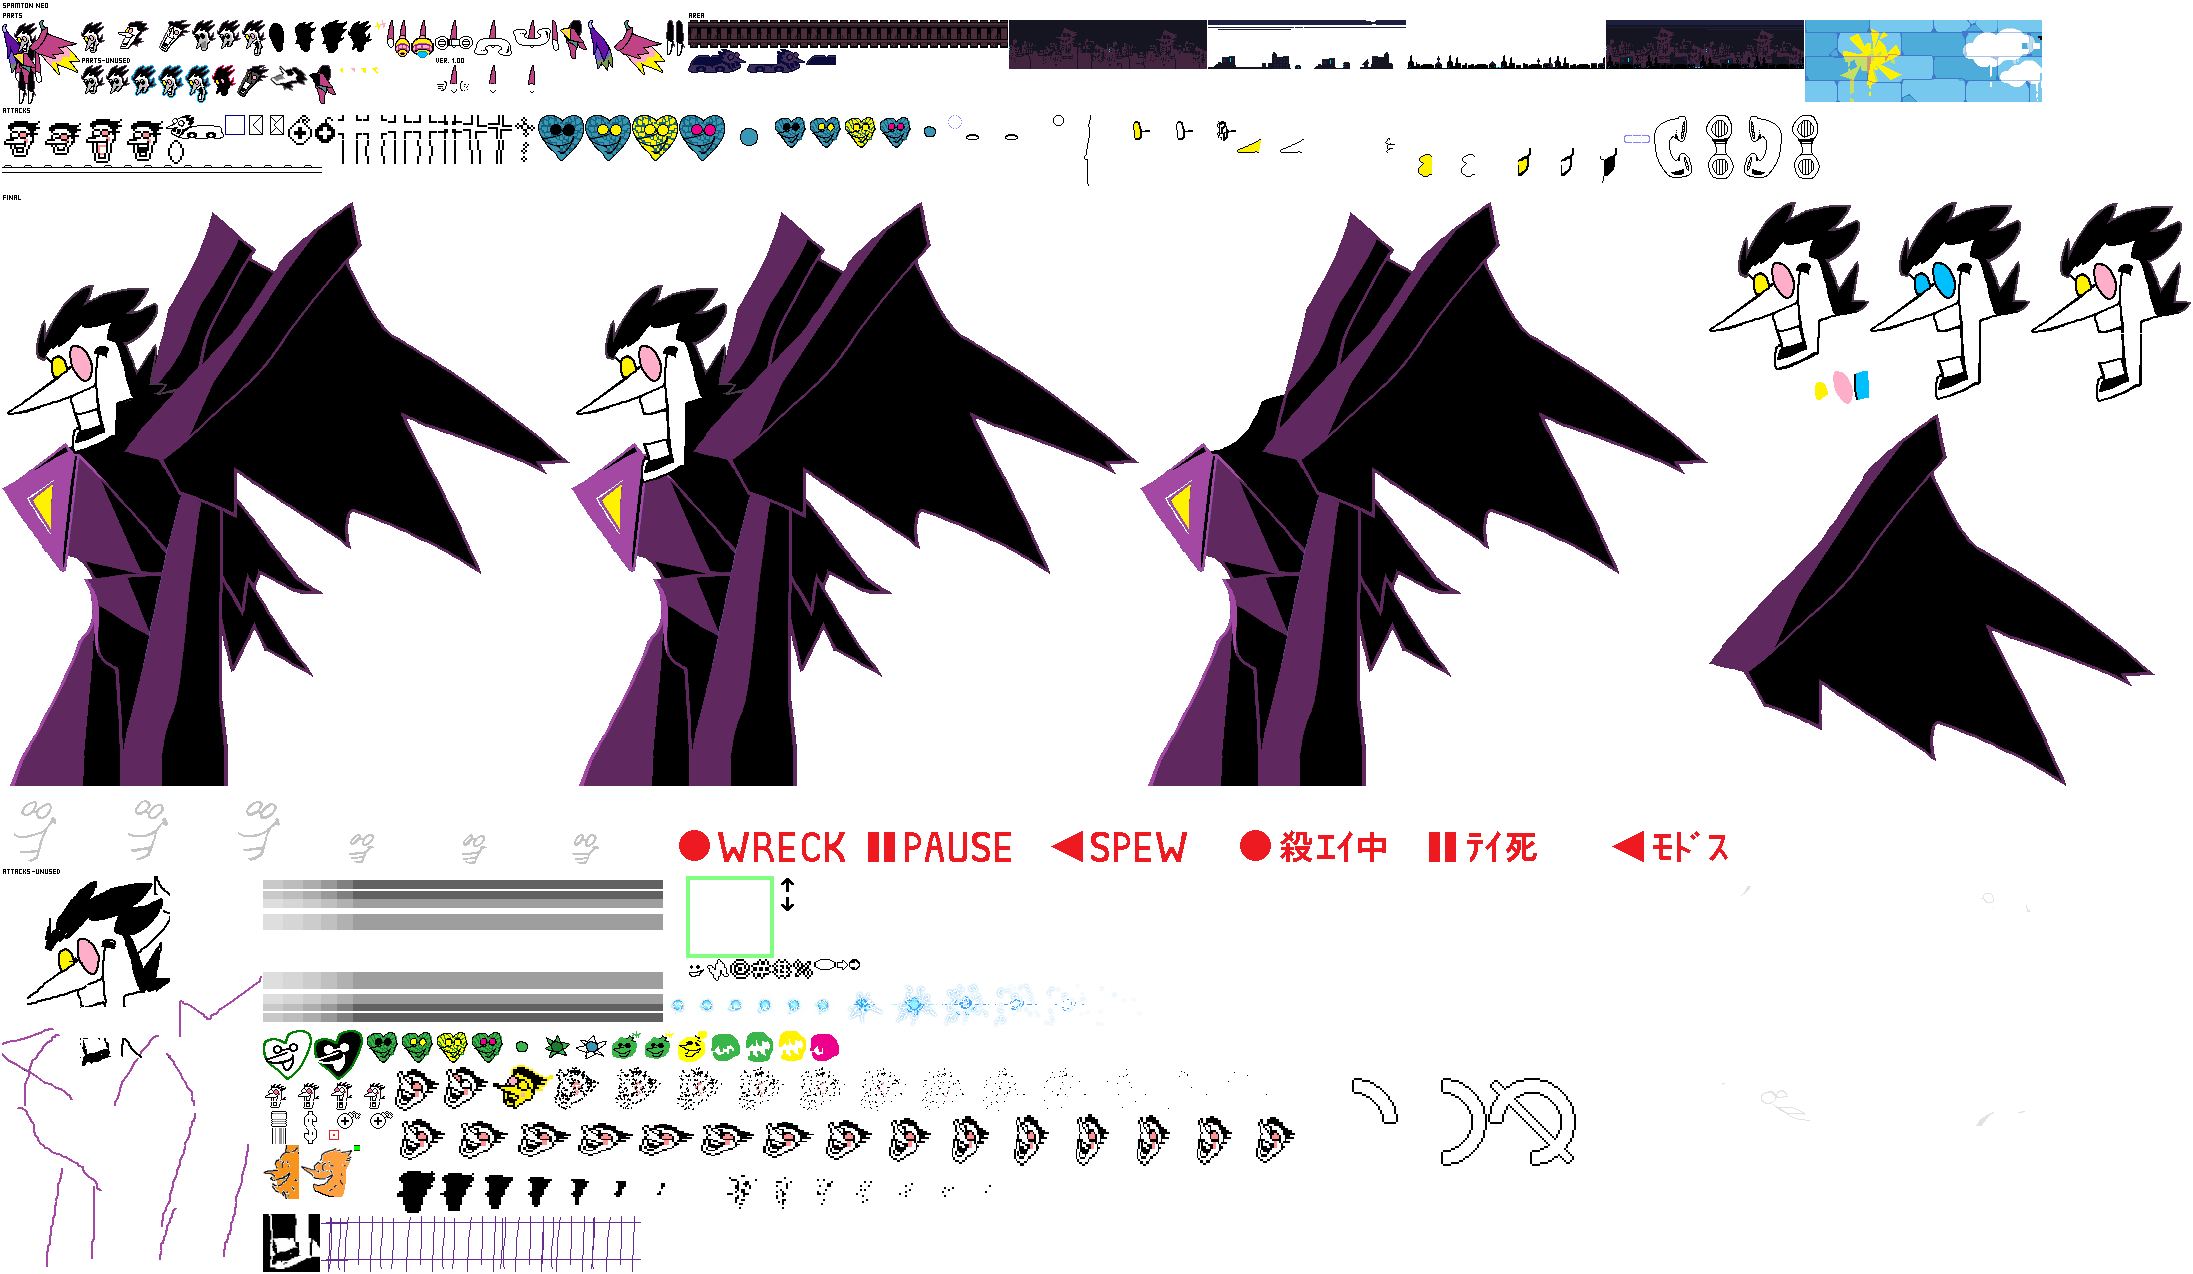 SPAMTON NEO
PARTS
AREA
PARTS-UNUSED
VER. 1.00
ATTACKS
FINAL
WRECK PAUSE SPEW 殺エイ中 テイ死 モドス
ATTACKS-UNUSED